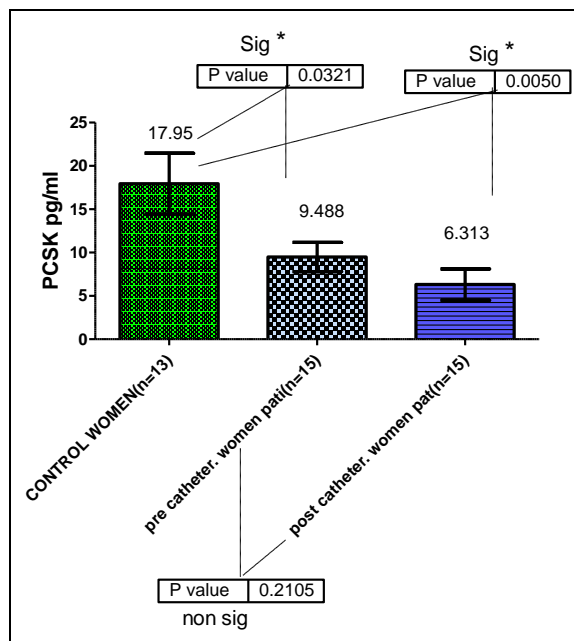 Sig *
P value 0.0321
Sig *
P value 0.0050
PCSK pg/ml
25
20
15
10
5
0
17.95
9.488
6.313
CONTROL WOMEN(n=13)
pre catheter. women pati(n=15)
post catheter. women pat(n=15)
P value 0.2105
non sig